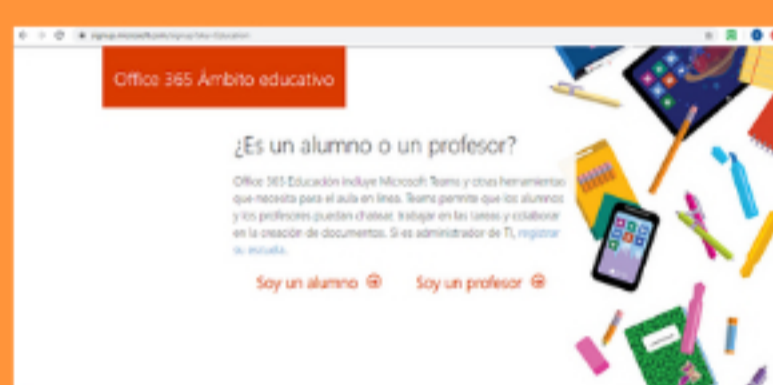 Office 365 Ámbito educativo
¿Es un alumno o un profesor?
Office 365 Educación incluye Microsoft Teams y otras herramientas
que necesita para el aula en línea. Teams permite que los alumnos
y los profesores puedan chatear, trabajar en las tareas y colaborar
en la creación de documentos. Si es administrador de TI, registrar
su escuela.
Soy un alumno
Soy un profesor